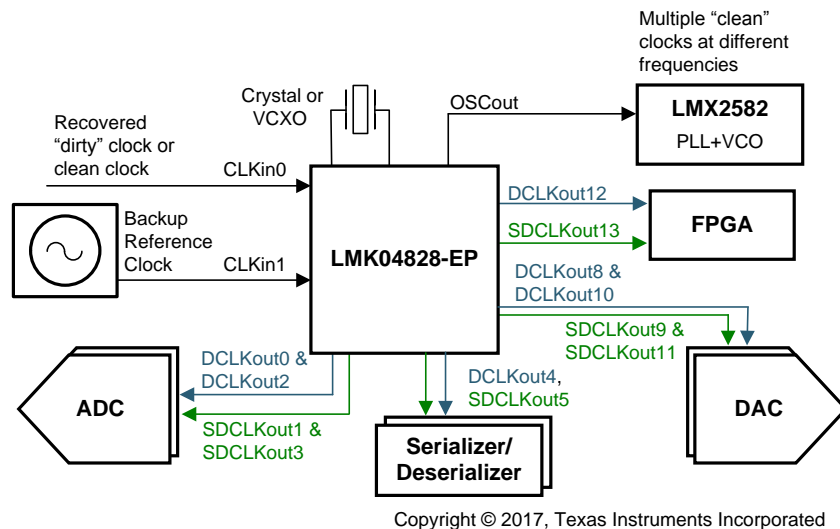 Multiple “clean”
clocks at different
frequencies
Crystal or
VCXO
OSCout
LMX2582
PLL+VCO
Recovered
“dirty” clock or
clean clock
CLKin0
DCLKout12
FPGA
SDCLKout13
Backup
Reference
Clock
CLKin1
LMK04828-EP
DCLKout8 &
DCLKout10
SDCLKout9 &
SDCLKout11
DCLKout0 &
DCLKout2
ADC
SDCLKout1 &
SDCLKout3
DCLKout4,
SDCLKout5
DAC
Serializer/
Deserializer
Copyright © 2017, Texas Instruments Incorporated